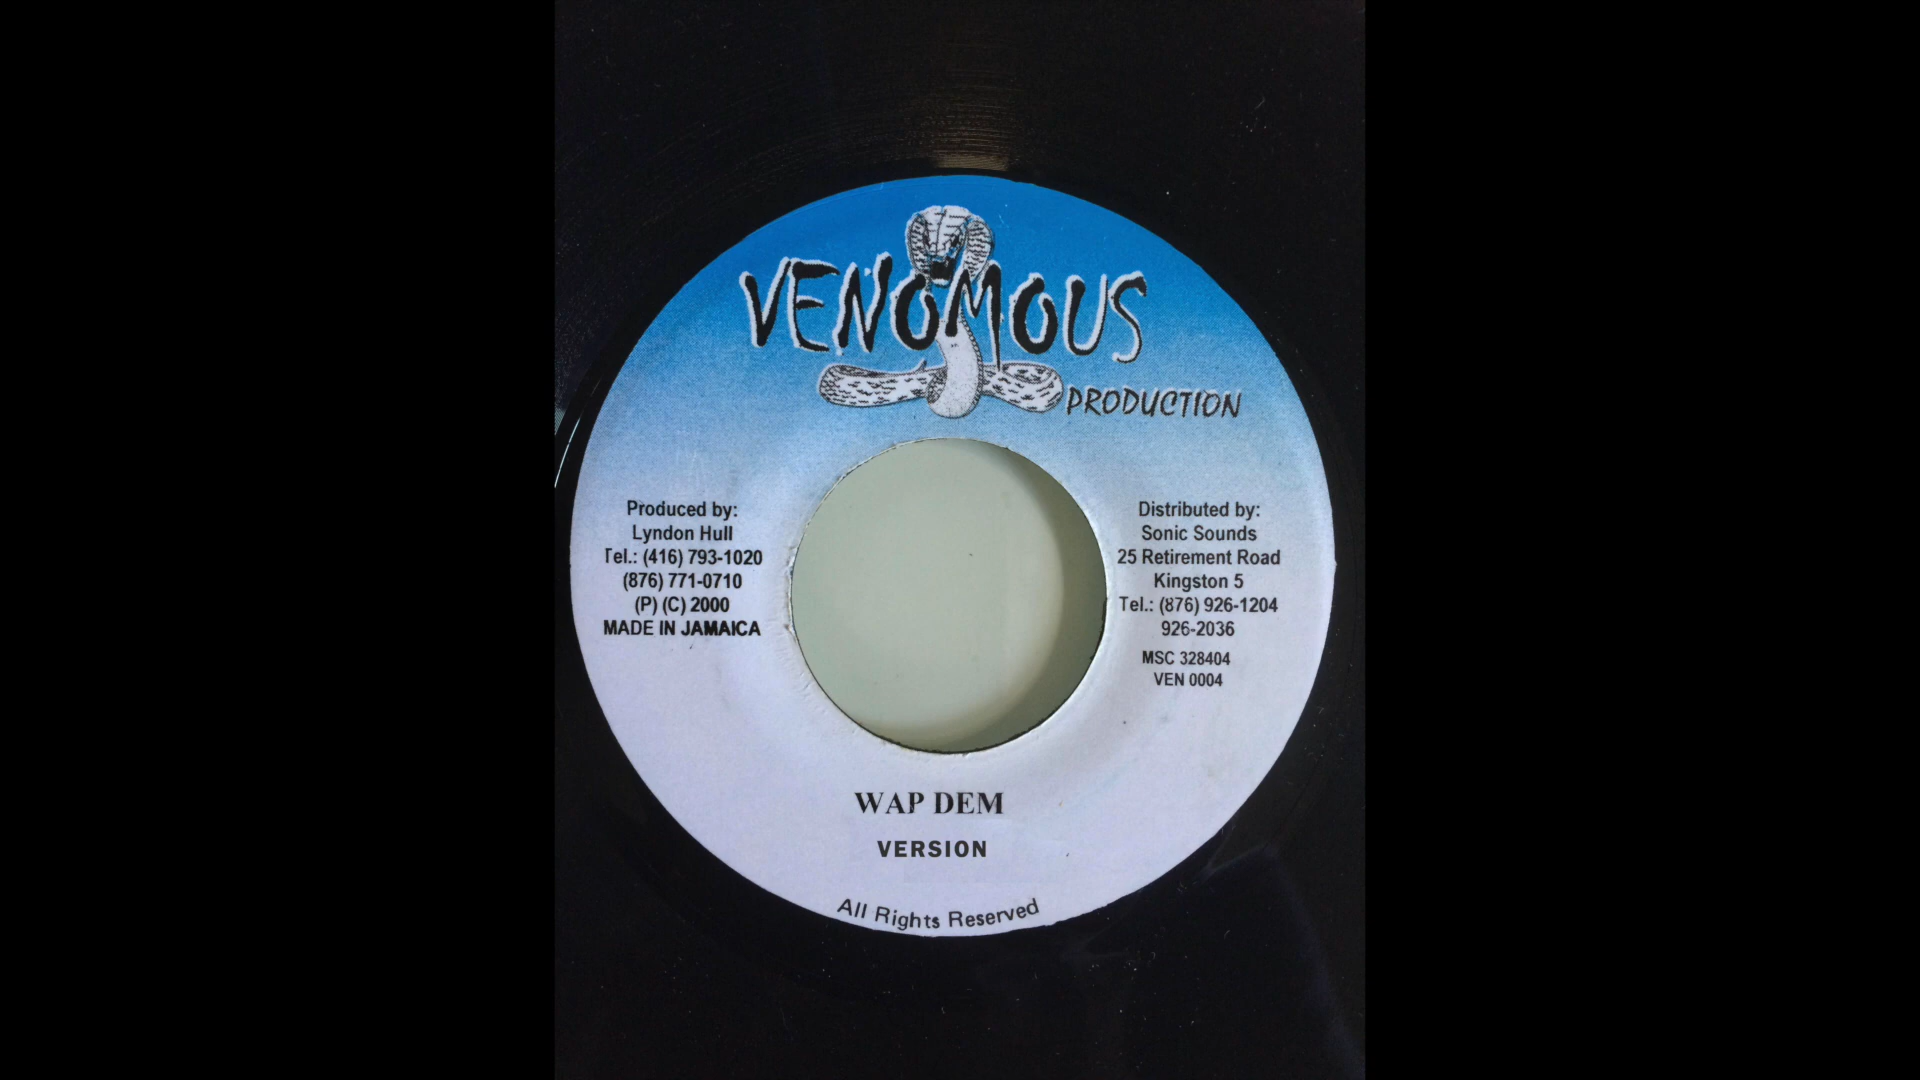 VENOMOUS
PRODUCTION
Produced by:
Lyndon Hull
Tel.: (416) 793-1020
(876) 771-0710
(P) (C) 2000
MADE IN JAMAICA
Distributed by:
Sonic Sounds
25 Retirement Road
Kingston 5
Tel.: (876) 926-1204
926-2036
MSC 328404
VEN 0004
WAP DEM
VERSION
All Rights Reserved